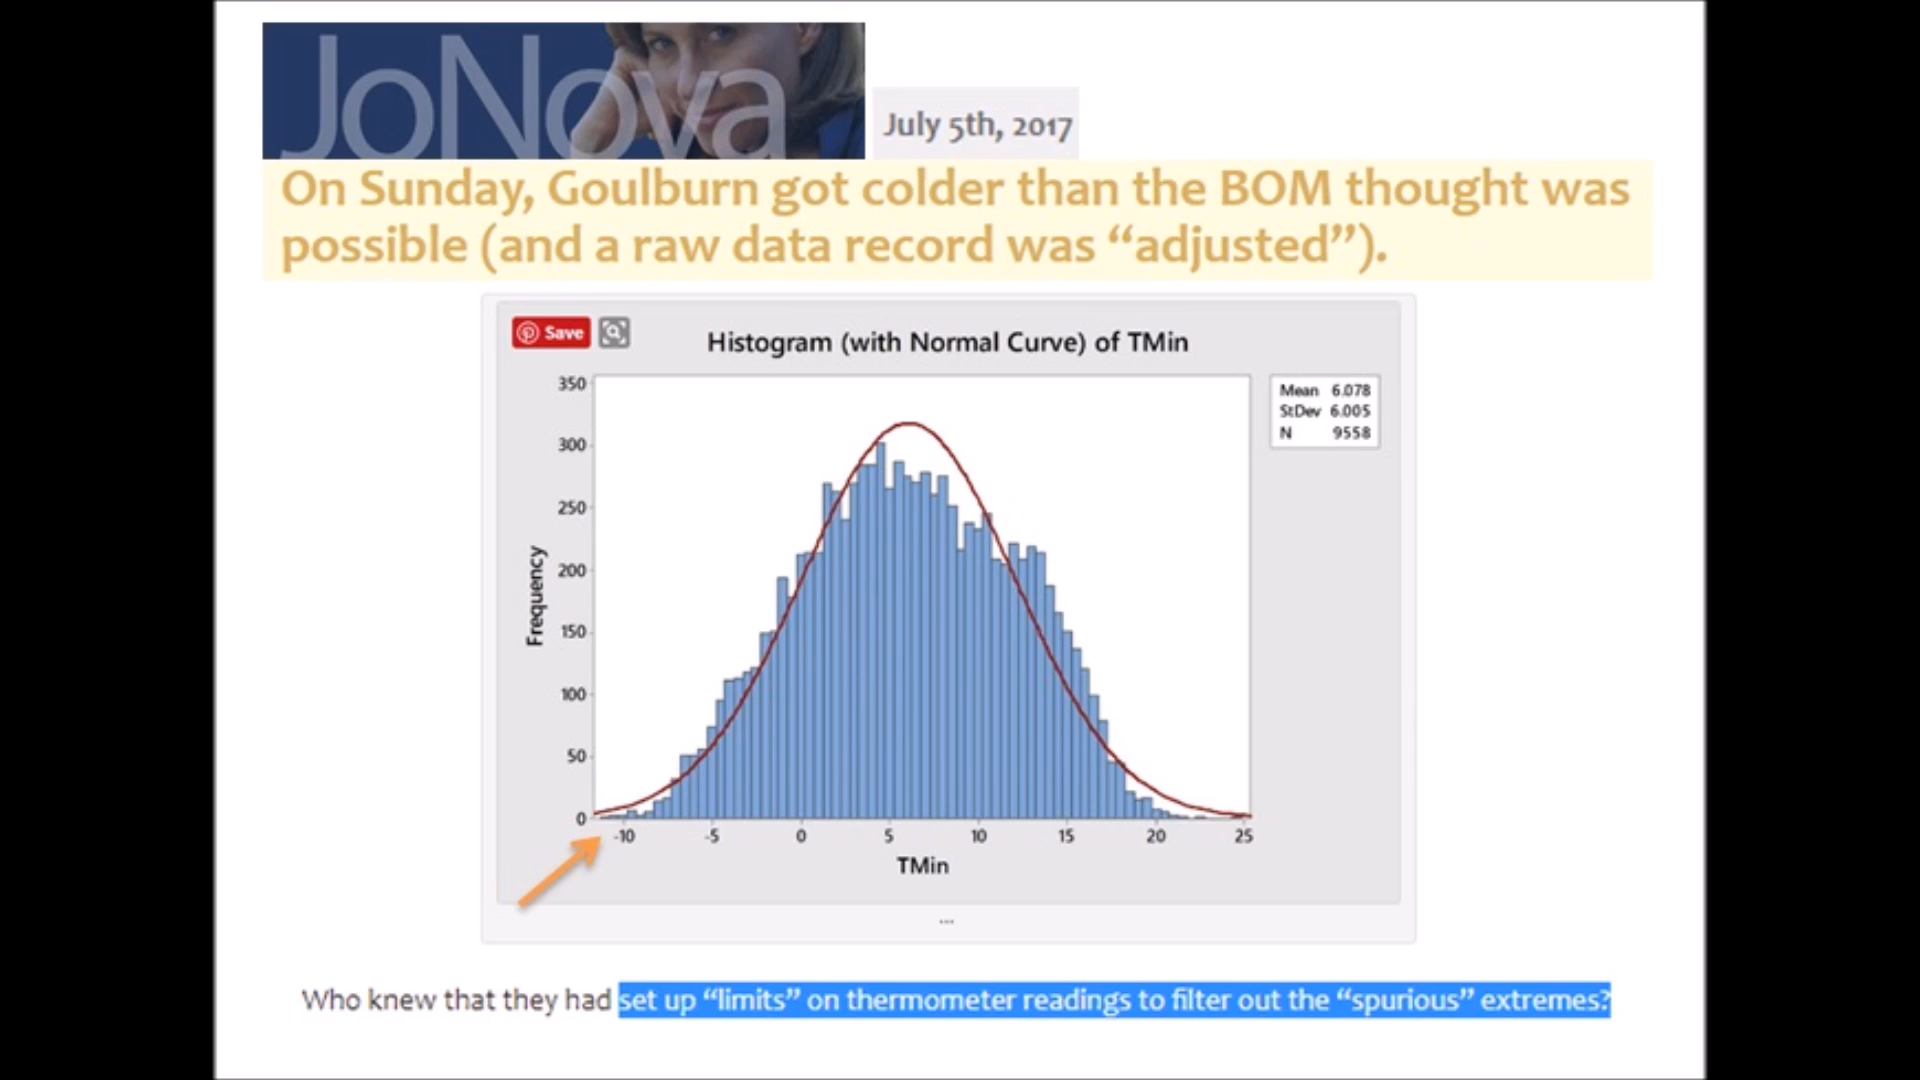 JoNova
July 5th, 2017
On Sunday, Goulburn got colder than the BOM thought was
possible (and a raw data record was “adjusted”).
Save
Histogram (with Normal Curve) of TMin
Mean 6.078
StDev 6.005
N 9558
350
300
250
200
150
100
50
0
Frequency
-10 -5 0 5 10 15 20 25
TMin
...
Who knew that they had set up “limits” on thermometer readings to filter out the “spurious” extremes?